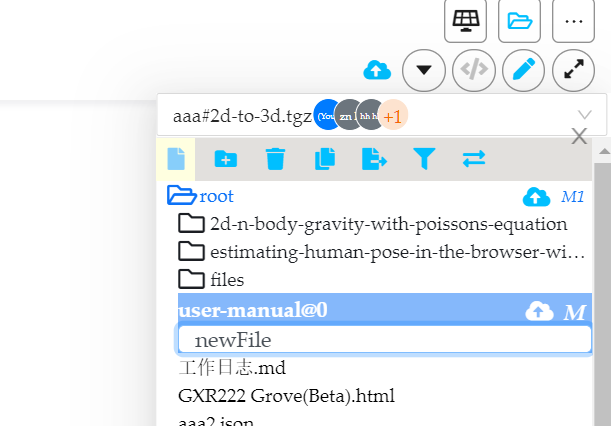 aaa#2d-to-3d.tgz (You zn l hh h +1
X
root M1
2d-n-body-gravity-with-poissons-equation
estimating-human-pose-in-the-browser-wi...
files
user-manual@0 M
newFile
工作日志.md
GXR222 Grove(Beta).html
aaa2.json